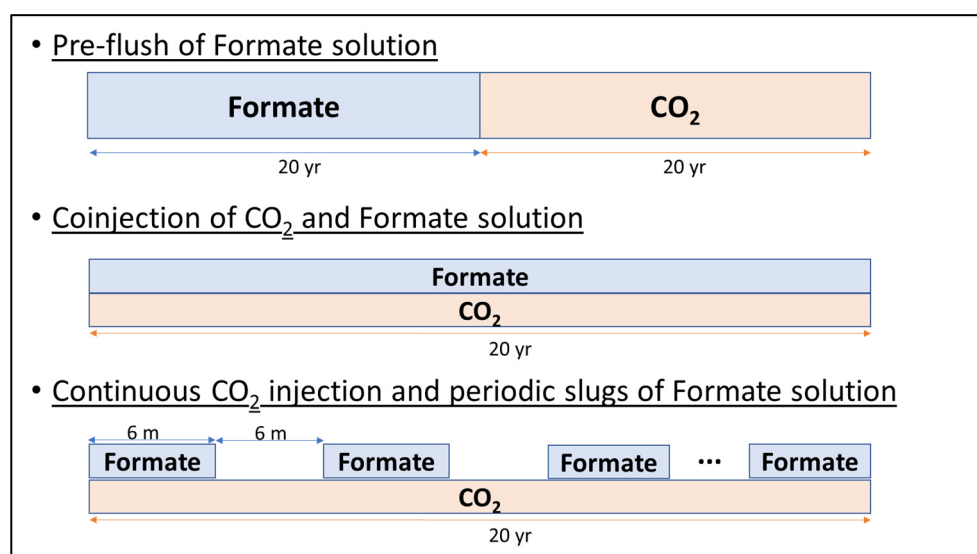 • Pre-flush of Formate solution
Formate CO₂
20 yr 20 yr
• Coinjection of CO₂ and Formate solution
Formate
CO₂
20 yr
• Continuous CO₂ injection and periodic slugs of Formate solution
6 m 6 m
Formate Formate Formate ... Formate
CO₂
20 yr